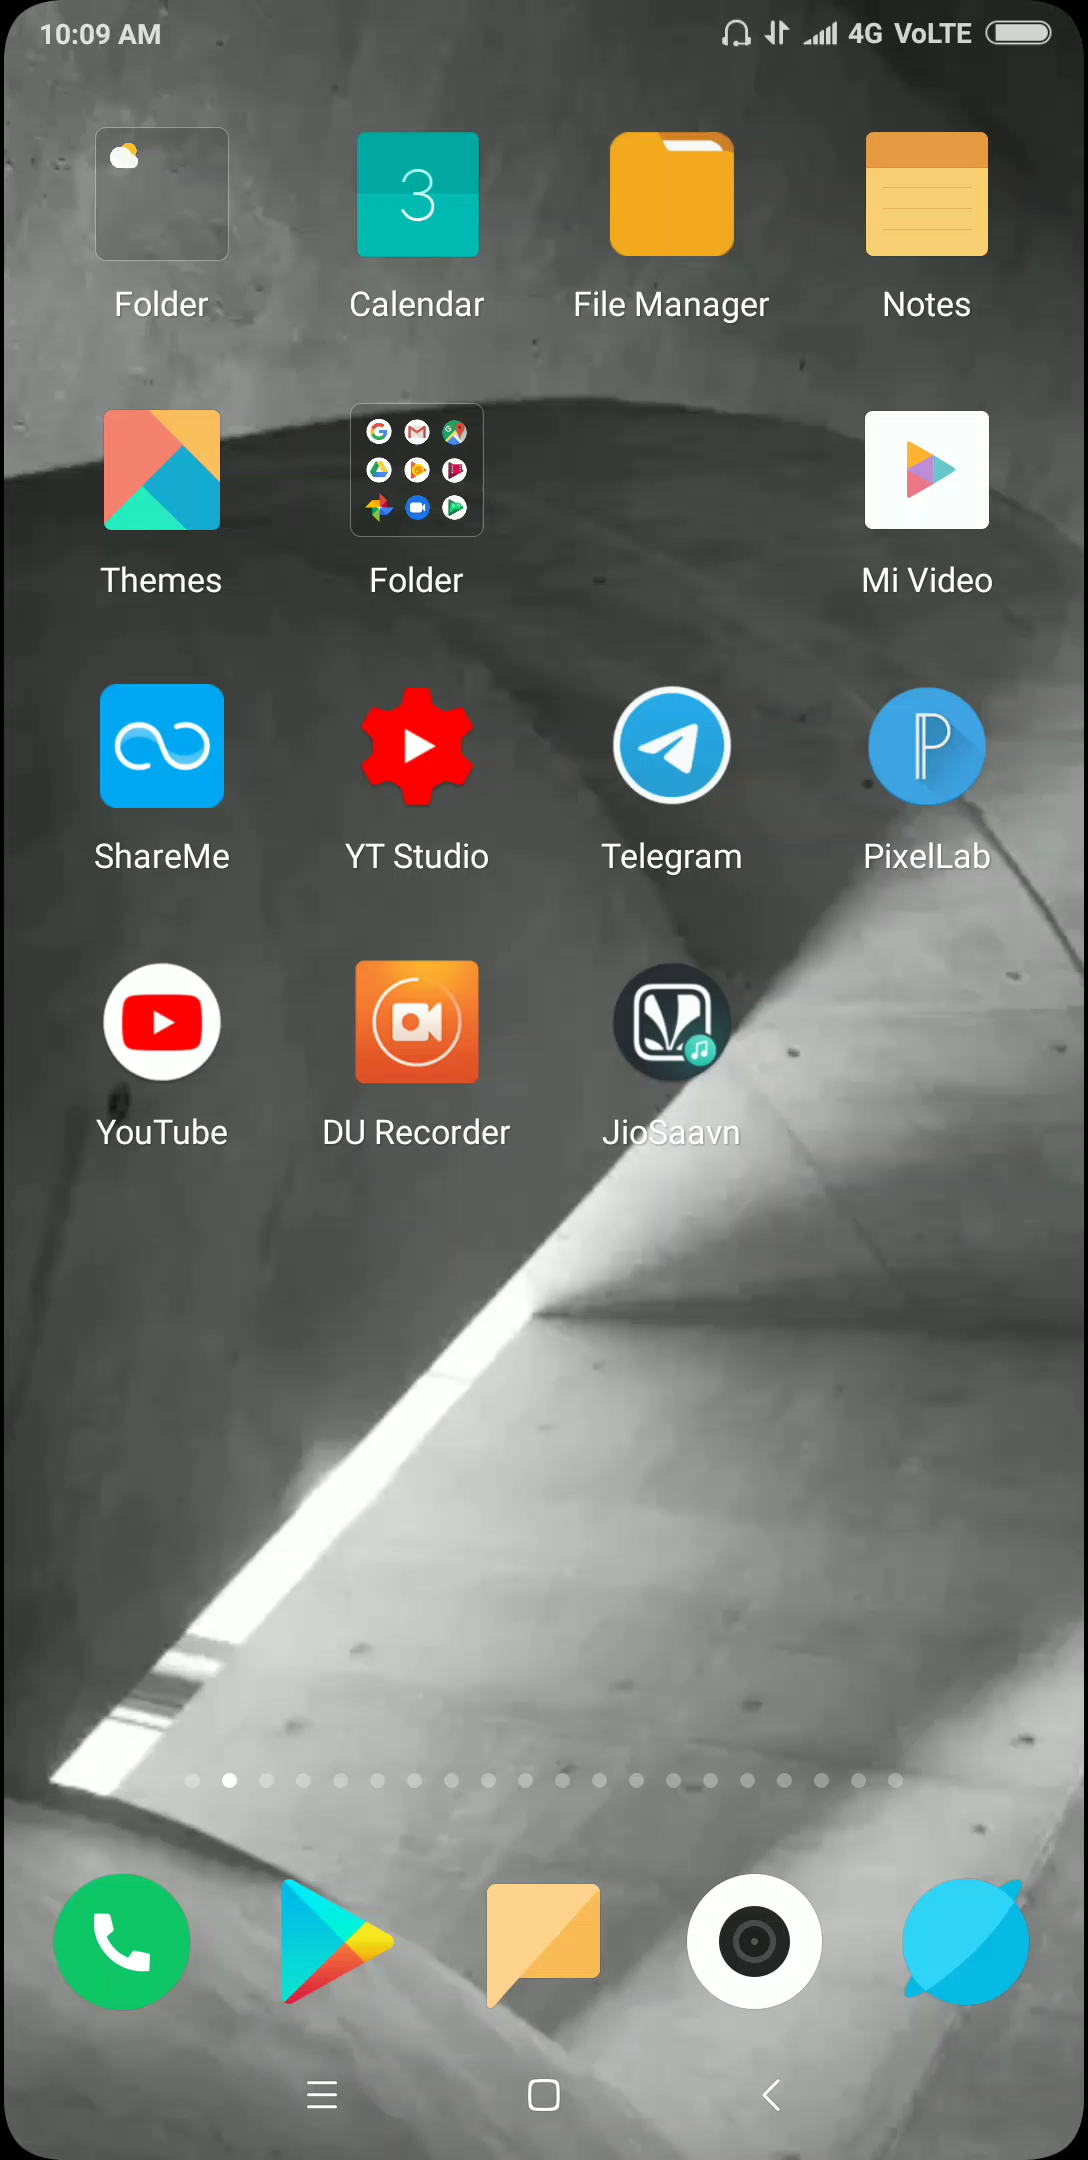 10:09 AM 4G VoLTE
Folder
3
Calendar
File Manager
Notes
Themes
Folder
Mi Video
ShareMe
YT Studio
Telegram
PixelLab
YouTube
DU Recorder
JioSaavn